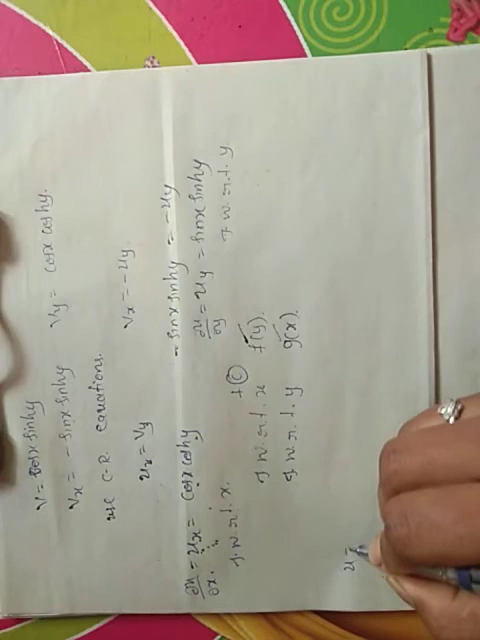 V = cosx sinhy
Vx = - sinx sinhy    Vy = cosx coshy.
use C.R. equations.
ux = Vy    Vx = - uy.
- sinx sinhy = - uy
∂u/∂x = ux = cosx coshy    ∂u/∂y = uy = sinx sinhy
∫ w.r.t. x.    + c    ∫ w.r.t. y
∫ w.r.t. x    f(y).
∫ w.r.t. y    g(x).
u =